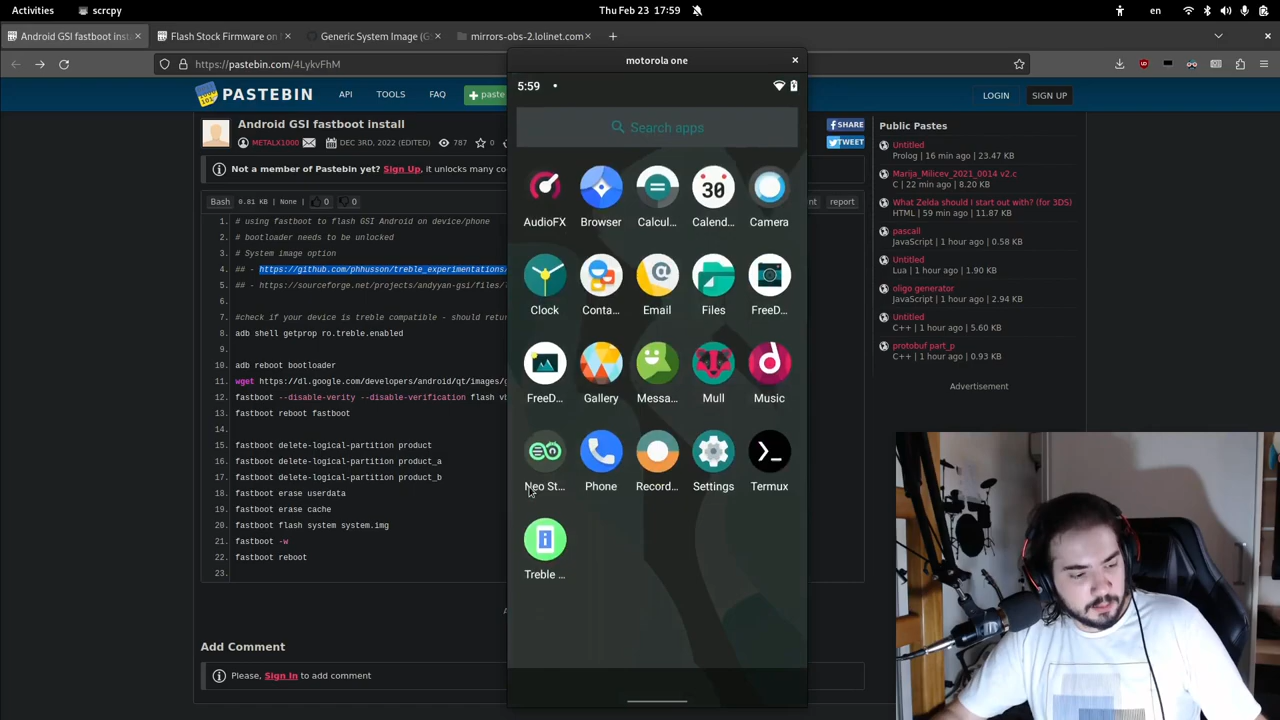 Activities
scrcpy
Thu Feb 23 17:59
en
Android GSI fastboot inst
Flash Stock Firmware on
Generic System Image (G
mirrors-obs-2.lolinet.com
https://pastebin.com/4LykvFhM
motorola one
PASTEBIN
API
TOOLS
FAQ
paste
LOGIN
SIGN UP
Android GSI fastboot install
METALX1000
DEC 3RD, 2022 (EDITED)
787
0
SHARE
TWEET
Not a member of Pastebin yet? Sign Up, it unlocks many co
Bash
0.81 KB | None |
0
0
report
1. # using fastboot to flash GSI Android on device/phone
2. # bootloader needs to be unlocked
3. # System image option
4. ## - https://github.com/phhusson/treble_experimentations/
5. ## - https://sourceforge.net/projects/andyyan-gsi/files/
6.
7. #check if your device is treble compatible - should retur
8. adb shell getprop ro.treble.enabled
9.
10. adb reboot bootloader
11. wget https://dl.google.com/developers/android/qt/images/g
12. fastboot --disable-verity --disable-verification flash vb
13. fastboot reboot fastboot
14.
15. fastboot delete-logical-partition product
16. fastboot delete-logical-partition product_a
17. fastboot delete-logical-partition product_b
18. fastboot erase userdata
19. fastboot erase cache
20. fastboot flash system system.img
21. fastboot -w
22. fastboot reboot
23.
Add Comment
Please, Sign In to add comment
5:59
Search apps
AudioFX
Browser
Calcul...
30
Calend...
Camera
Clock
Conta...
Email
Files
FreeD...
FreeD...
Gallery
Messa...
Mull
Music
Neo St...
Phone
Record...
Settings
Termux
Treble ...
Public Pastes
Untitled
Prolog | 16 min ago | 23.47 KB
Marija_Milicev_2021_0014 v2.c
C | 22 min ago | 8.20 KB
What Zelda should I start out with? (for 3DS)
HTML | 59 min ago | 11.87 KB
pascall
JavaScript | 1 hour ago | 0.58 KB
Untitled
Lua | 1 hour ago | 1.90 KB
oligo generator
JavaScript | 1 hour ago | 2.94 KB
Untitled
C++ | 1 hour ago | 5.60 KB
protobuf part_p
C++ | 1 hour ago | 0.93 KB
Advertisement